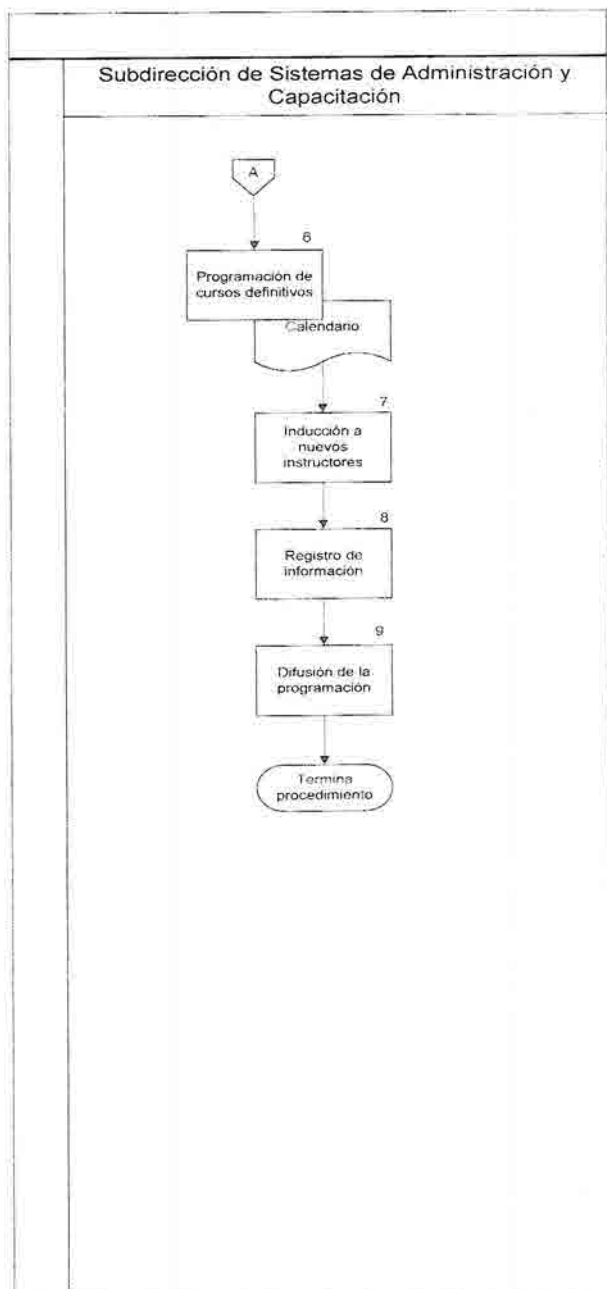 Subdirección de Sistemas de Administración y
Capacitación
A
6
Programación de
cursos definitivos
Calendario
7
Inducción a
nuevos
instructores
8
Registro de
información
9
Difusión de la
programación
Termina
procedimiento